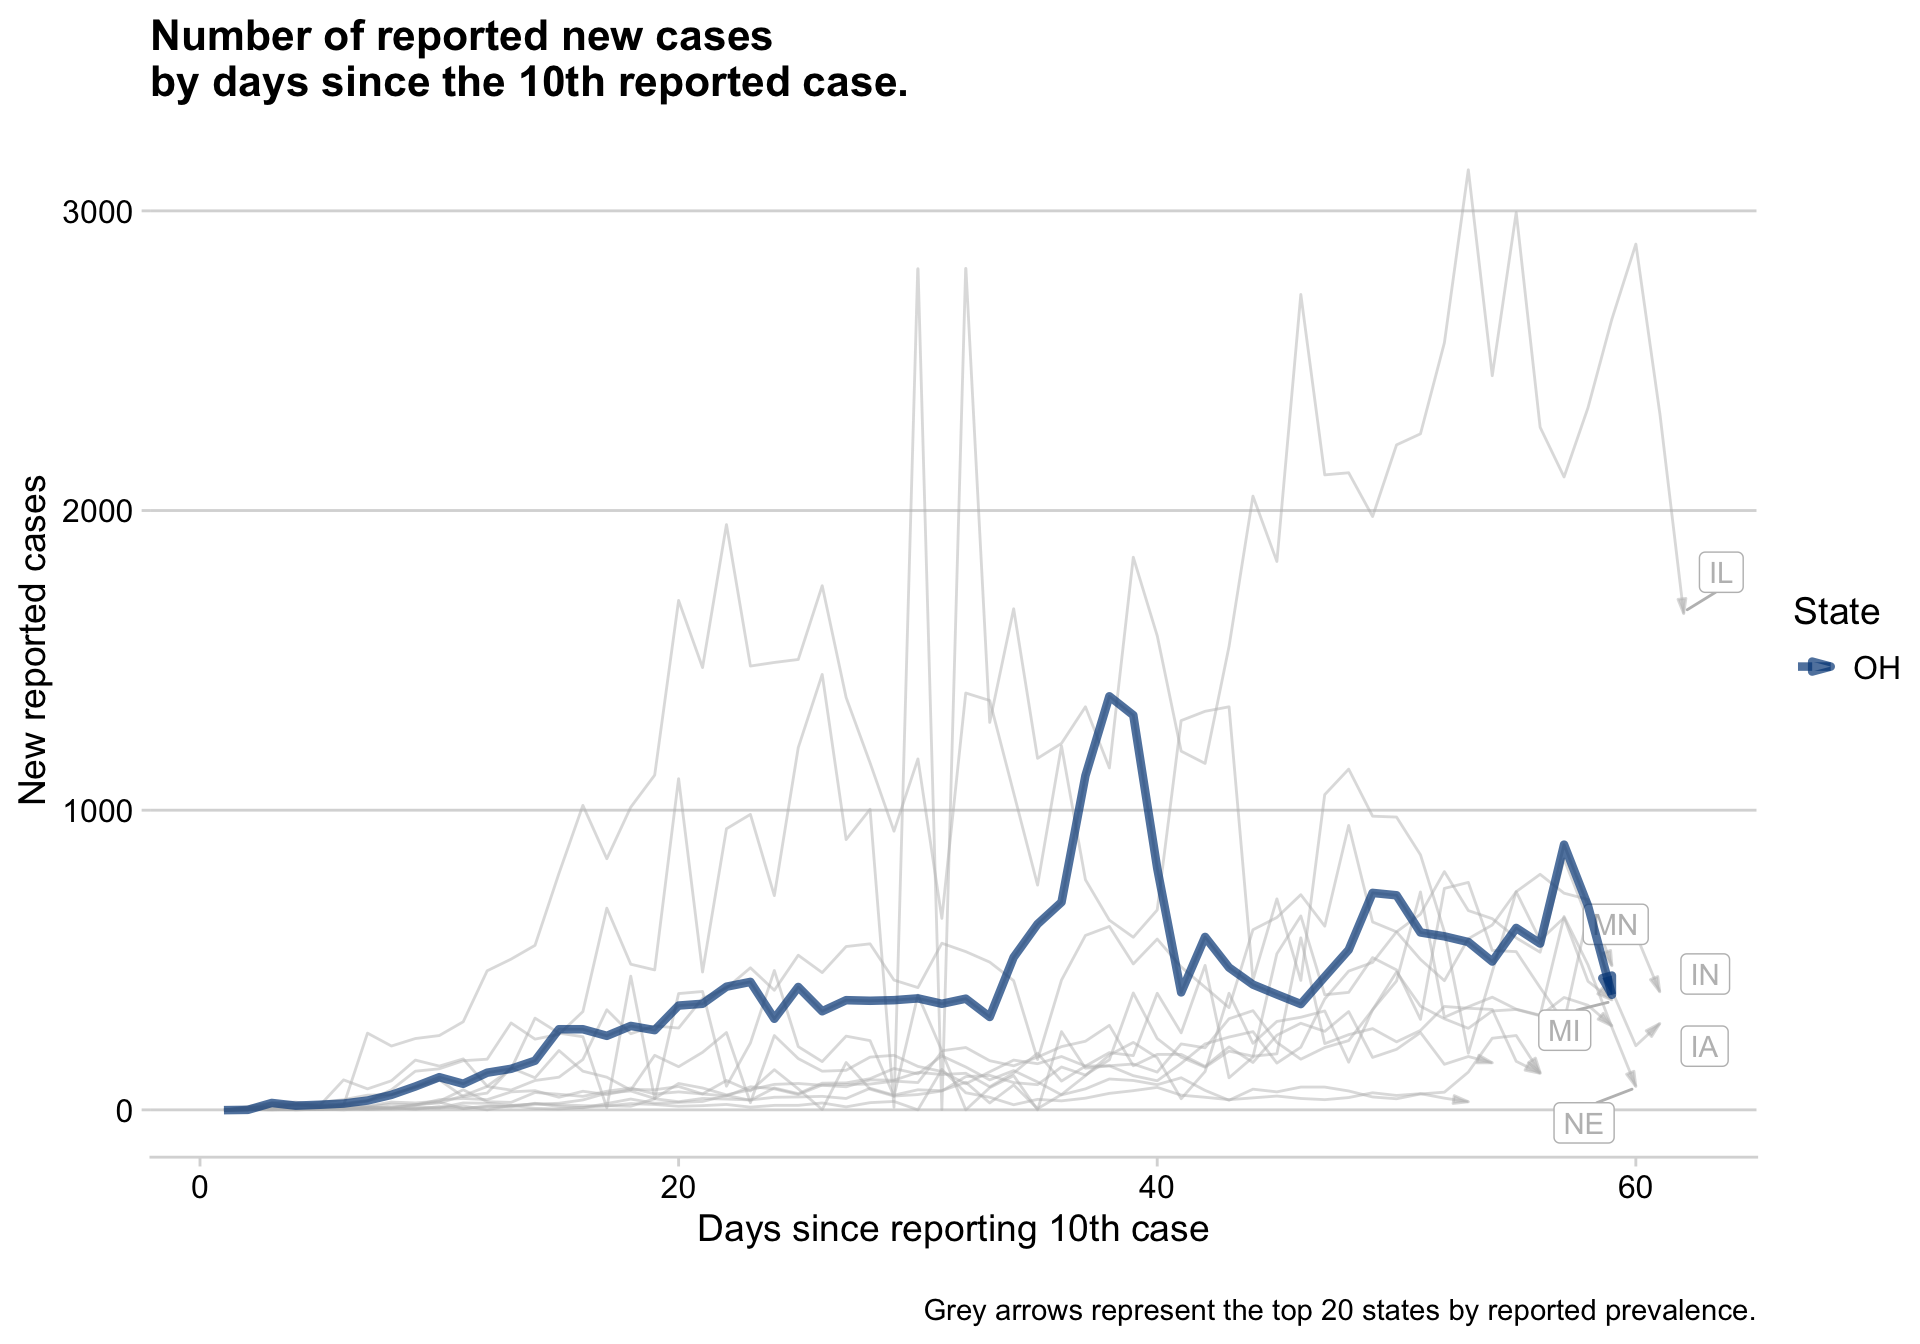 Number of reported new cases
by days since the 10th reported case.
New reported cases
3000
2000
1000
0
0
20
40
60
Days since reporting 10th case
IL
MN
IN
MI
IA
NE
State
OH
Grey arrows represent the top 20 states by reported prevalence.